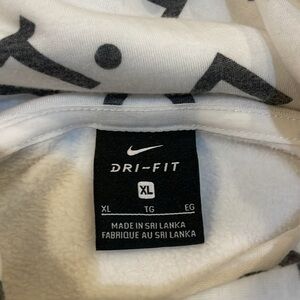 DRI-FIT
XL
XL TG EG
MADE IN SRI LANKA
FABRIQUE AU SRI LANKA